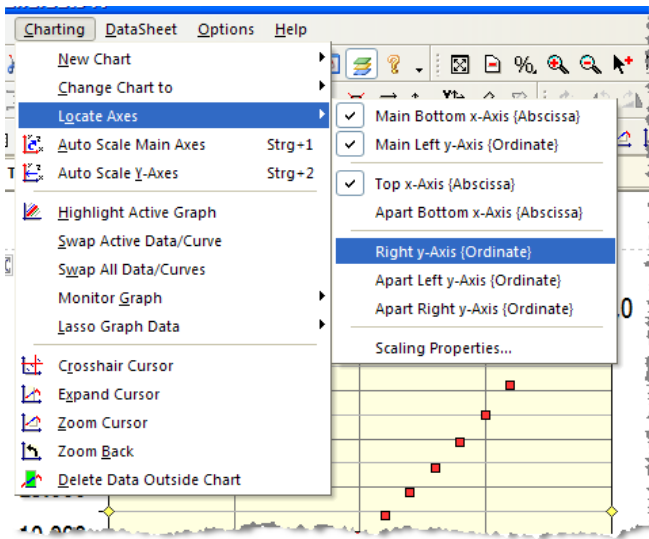 Charting DataSheet Options Help
New Chart
Change Chart to
Locate Axes
Auto Scale Main Axes Strg+1
Auto Scale Y-Axes Strg+2
Highlight Active Graph
Swap Active Data/Curve
Swap All Data/Curves
Monitor Graph
Lasso Graph Data
Crosshair Cursor
Expand Cursor
Zoom Cursor
Zoom Back
Delete Data Outside Chart
Main Bottom x-Axis {Abscissa}
Main Left y-Axis {Ordinate}
Top x-Axis {Abscissa}
Apart Bottom x-Axis {Abscissa}
Right y-Axis {Ordinate}
Apart Left y-Axis {Ordinate}
Apart Right y-Axis {Ordinate}
Scaling Properties...